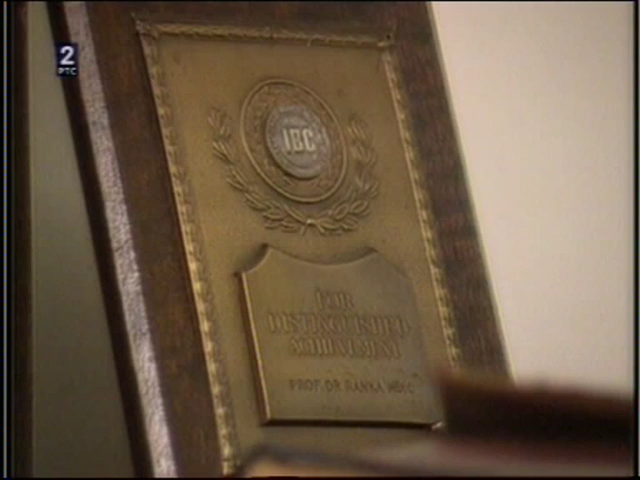 2
РТС
IBC
FOR
DISTINGUISHED
ACHIEVEMENT
PROF. DR RANKA